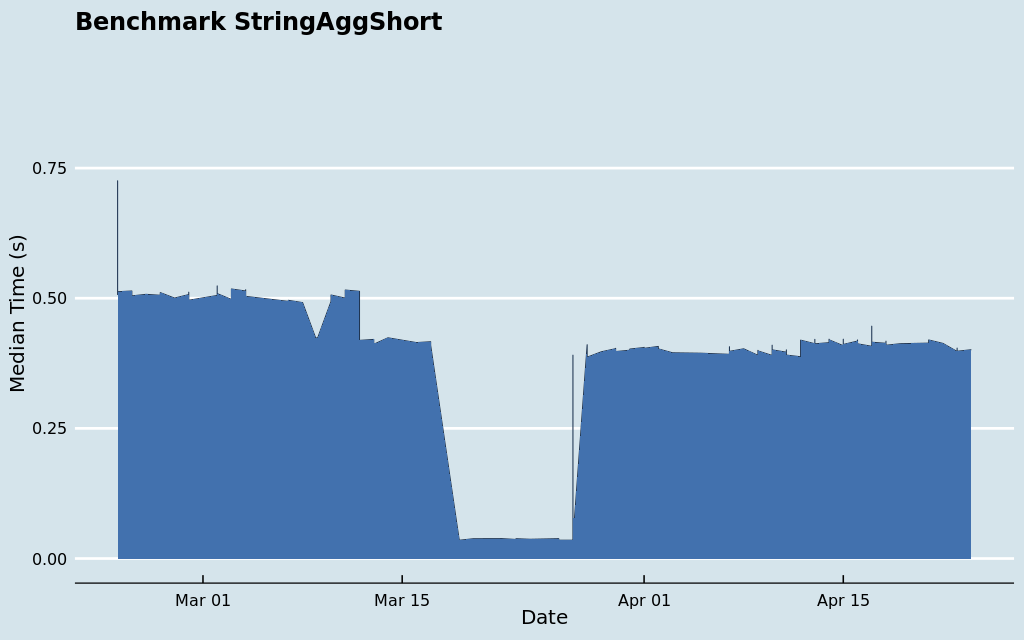 Benchmark StringAggShort
0.75
0.50
0.25
0.00
Median Time (s)
Mar 01
Mar 15
Apr 01
Apr 15
Date